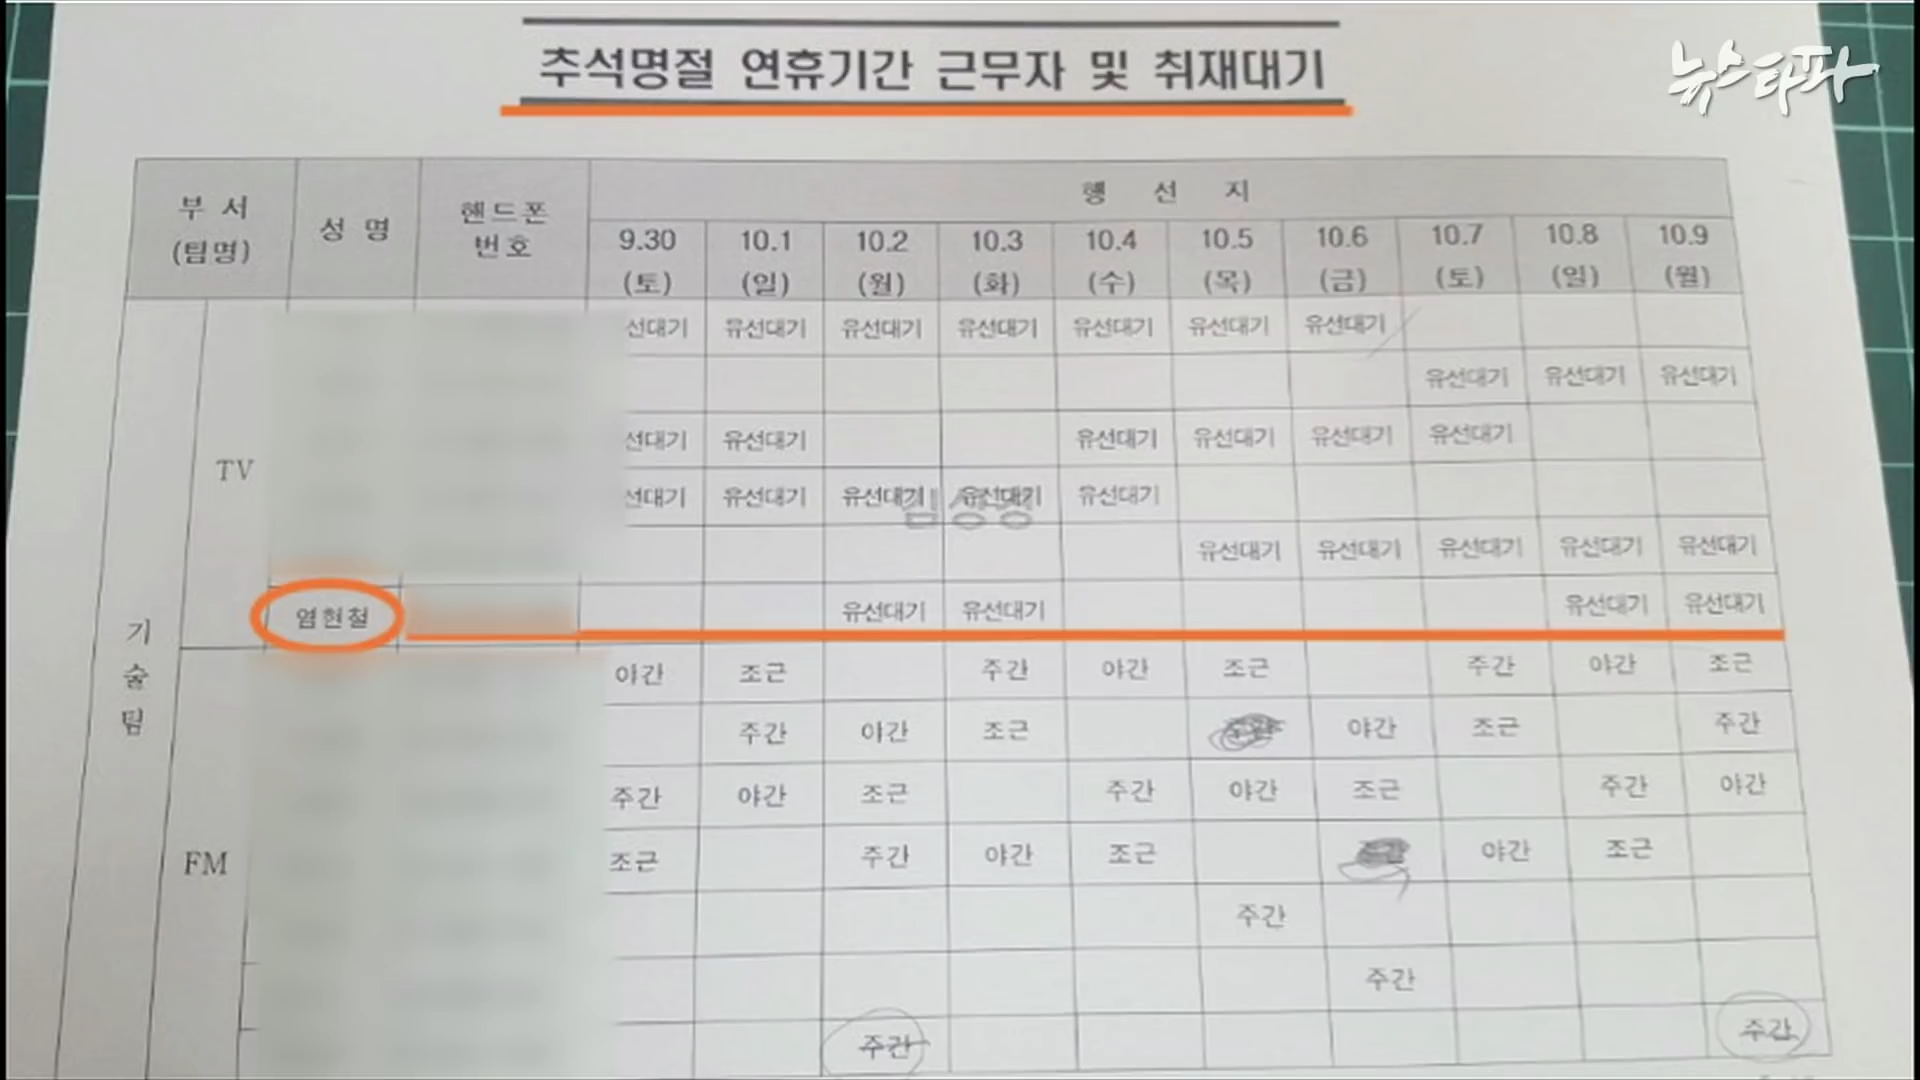 추석명절 연휴기간 근무자 및 취재대기
뉴스타파
부 서 성 명 핸드폰 행 선 지
(팀명) 번호
9.30 10.1 10.2 10.3 10.4 10.5 10.6 10.7 10.8 10.9
(토) (일) (월) (화) (수) (목) (금) (토) (일) (월)
선대기 유선대기 유선대기 유선대기 유선대기 유선대기 유선대기
유선대기 유선대기 유선대기
TV 선대기 유선대기 유선대기 유선대기 유선대기 유선대기
선대기 유선대기 유선대기 유선대기 유선대기
유선대기 유선대기 유선대기 유선대기 유선대기
염현철 유선대기 유선대기 유선대기 유선대기
기술팀
야간 조근 주간 야간 조근 주간 야간 조근
주간 야간 조근 야간 조근 주간
주간 야간 조근 주간 야간 조근 주간 야간
FM 조근 주간 야간 조근 야간 조근
주간
주간
주간 주간